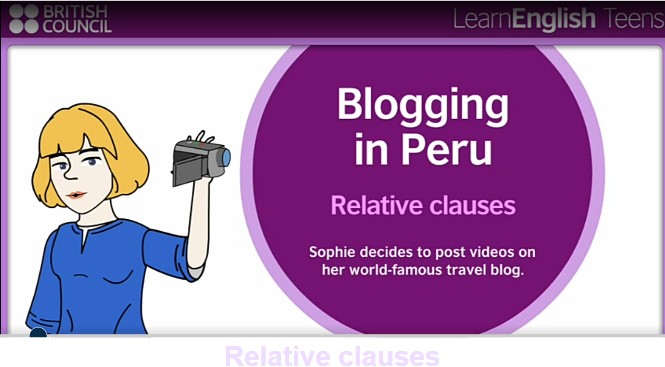 BRITISH
COUNCIL
LearnEnglish Teens
Blogging
in Peru
Relative clauses
Sophie decides to post videos on
her world-famous travel blog.
Relative clauses